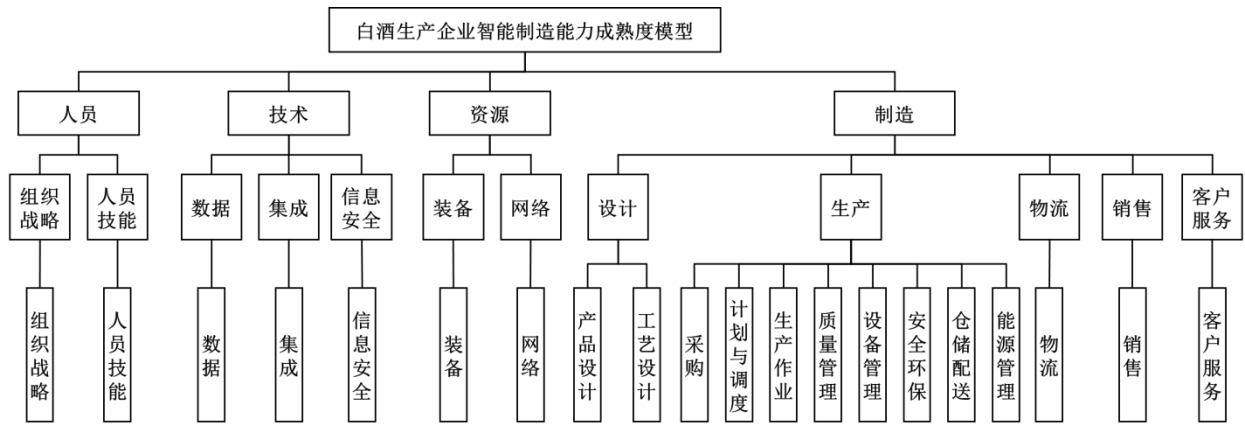 白酒生产企业智能制造能力成熟度模型
人员
技术
资源
制造
组织
战略
人员
技能
数据
集成
信息
安全
装备
网络
设计
生产
物流
销售
客户
服务
组织战略
人员技能
数据
集成
信息安全
装备
网络
产品设计
工艺设计
采购
计划与调度
生产作业
质量管理
设备管理
安全环保
仓储配送
能源管理
物流
销售
客户服务